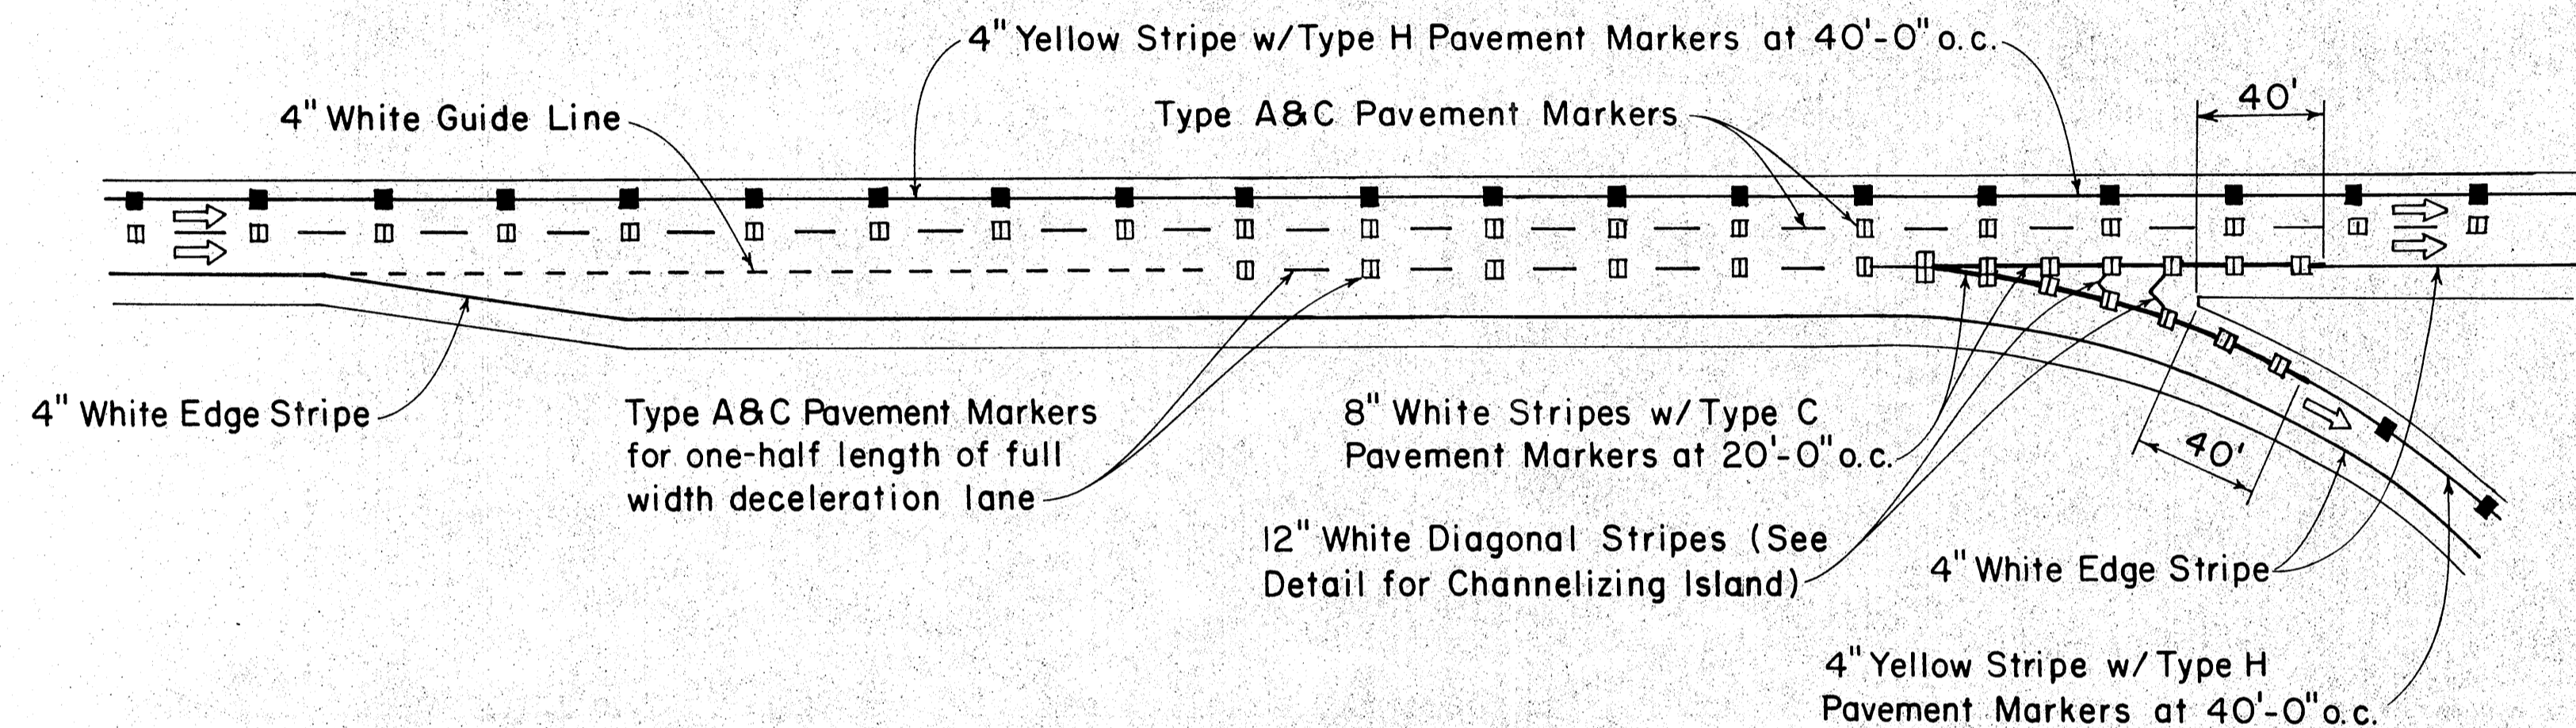 4" Yellow Stripe w/Type H Pavement Markers at 40'-0" o.c.
4" White Guide Line
Type A&C Pavement Markers
40'
4" White Edge Stripe
Type A&C Pavement Markers
for one-half length of full
width deceleration lane
8" White Stripes w/Type C
Pavement Markers at 20'-0" o.c.
40'
12" White Diagonal Stripes (See
Detail for Channelizing Island)
4" White Edge Stripe
4" Yellow Stripe w/Type H
Pavement Markers at 40'-0" o.c.